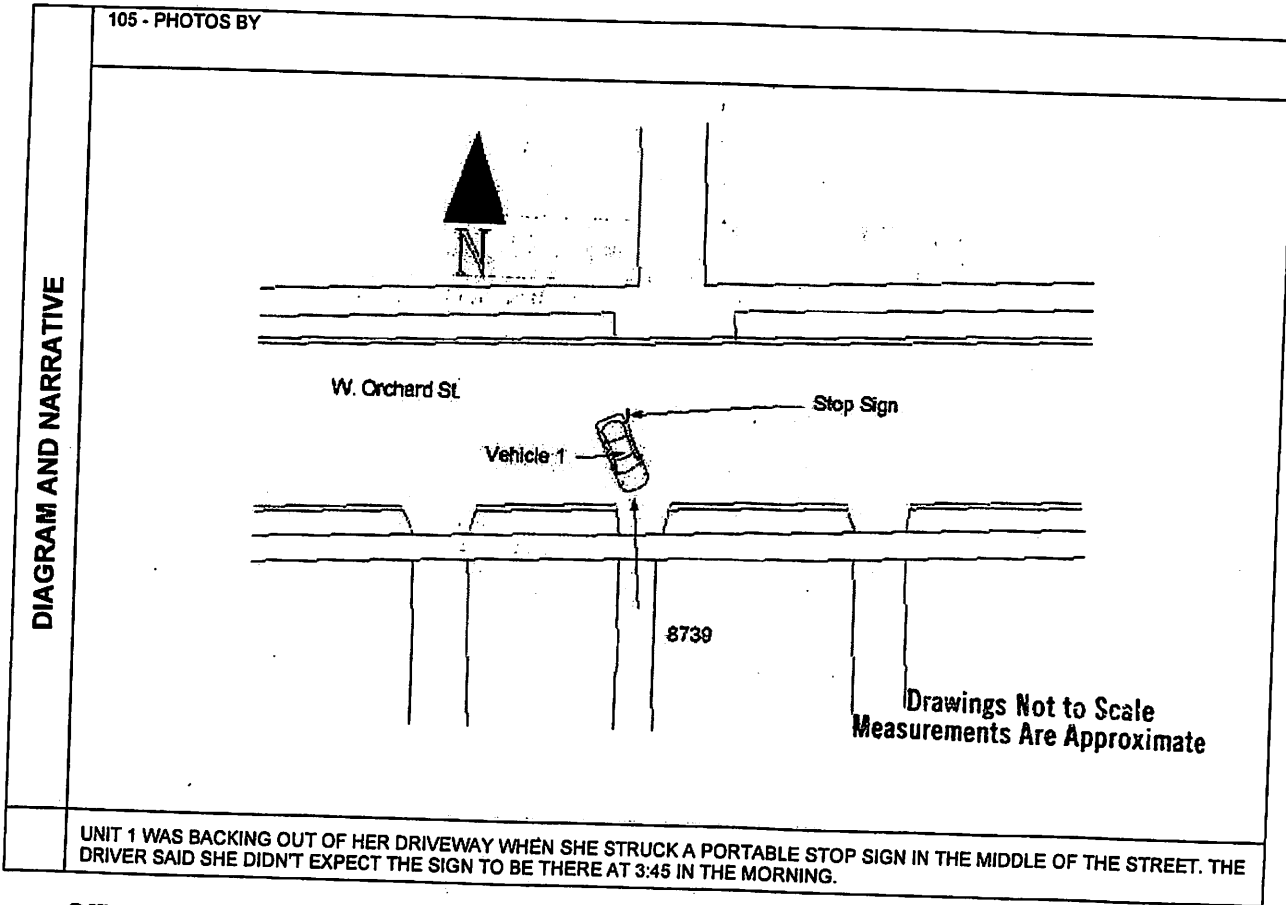 105 - PHOTOS BY
DIAGRAM AND NARRATIVE
N
W. Orchard St.
Stop Sign
Vehicle 1
8739
Drawings Not to Scale
Measurements Are Approximate
UNIT 1 WAS BACKING OUT OF HER DRIVEWAY WHEN SHE STRUCK A PORTABLE STOP SIGN IN THE MIDDLE OF THE STREET. THE
DRIVER SAID SHE DIDN'T EXPECT THE SIGN TO BE THERE AT 3:45 IN THE MORNING.